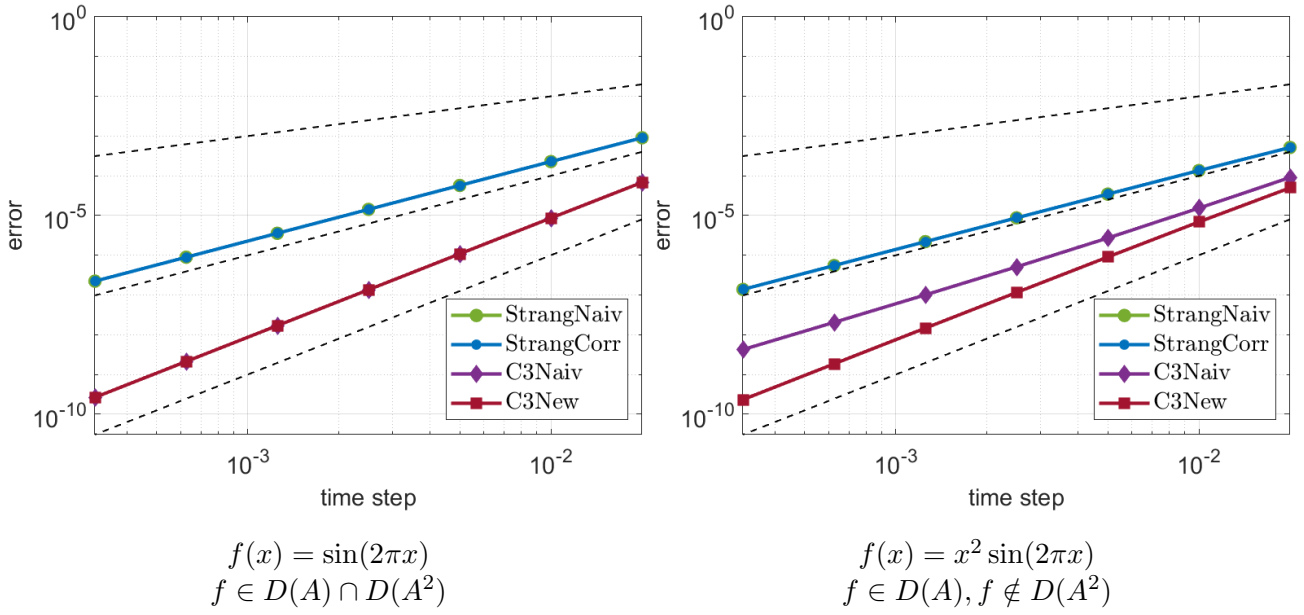 10^0
10^-5
10^-10
error
10^-3
10^-2
time step
StrangNaiv
StrangCorr
C3Naiv
C3New
f(x) = sin(2πx)
f ∈ D(A) ∩ D(A^2)
10^0
10^-5
10^-10
error
10^-3
10^-2
time step
StrangNaiv
StrangCorr
C3Naiv
C3New
f(x) = x^2 sin(2πx)
f ∈ D(A), f ∉ D(A^2)